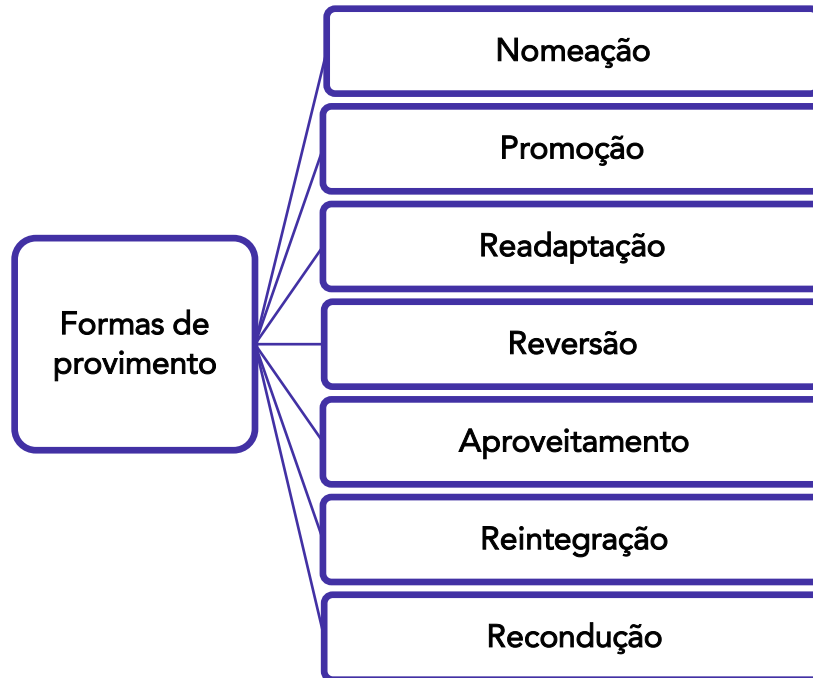 Formas de
provimento
Nomeação
Promoção
Readaptação
Reversão
Aproveitamento
Reintegração
Recondução